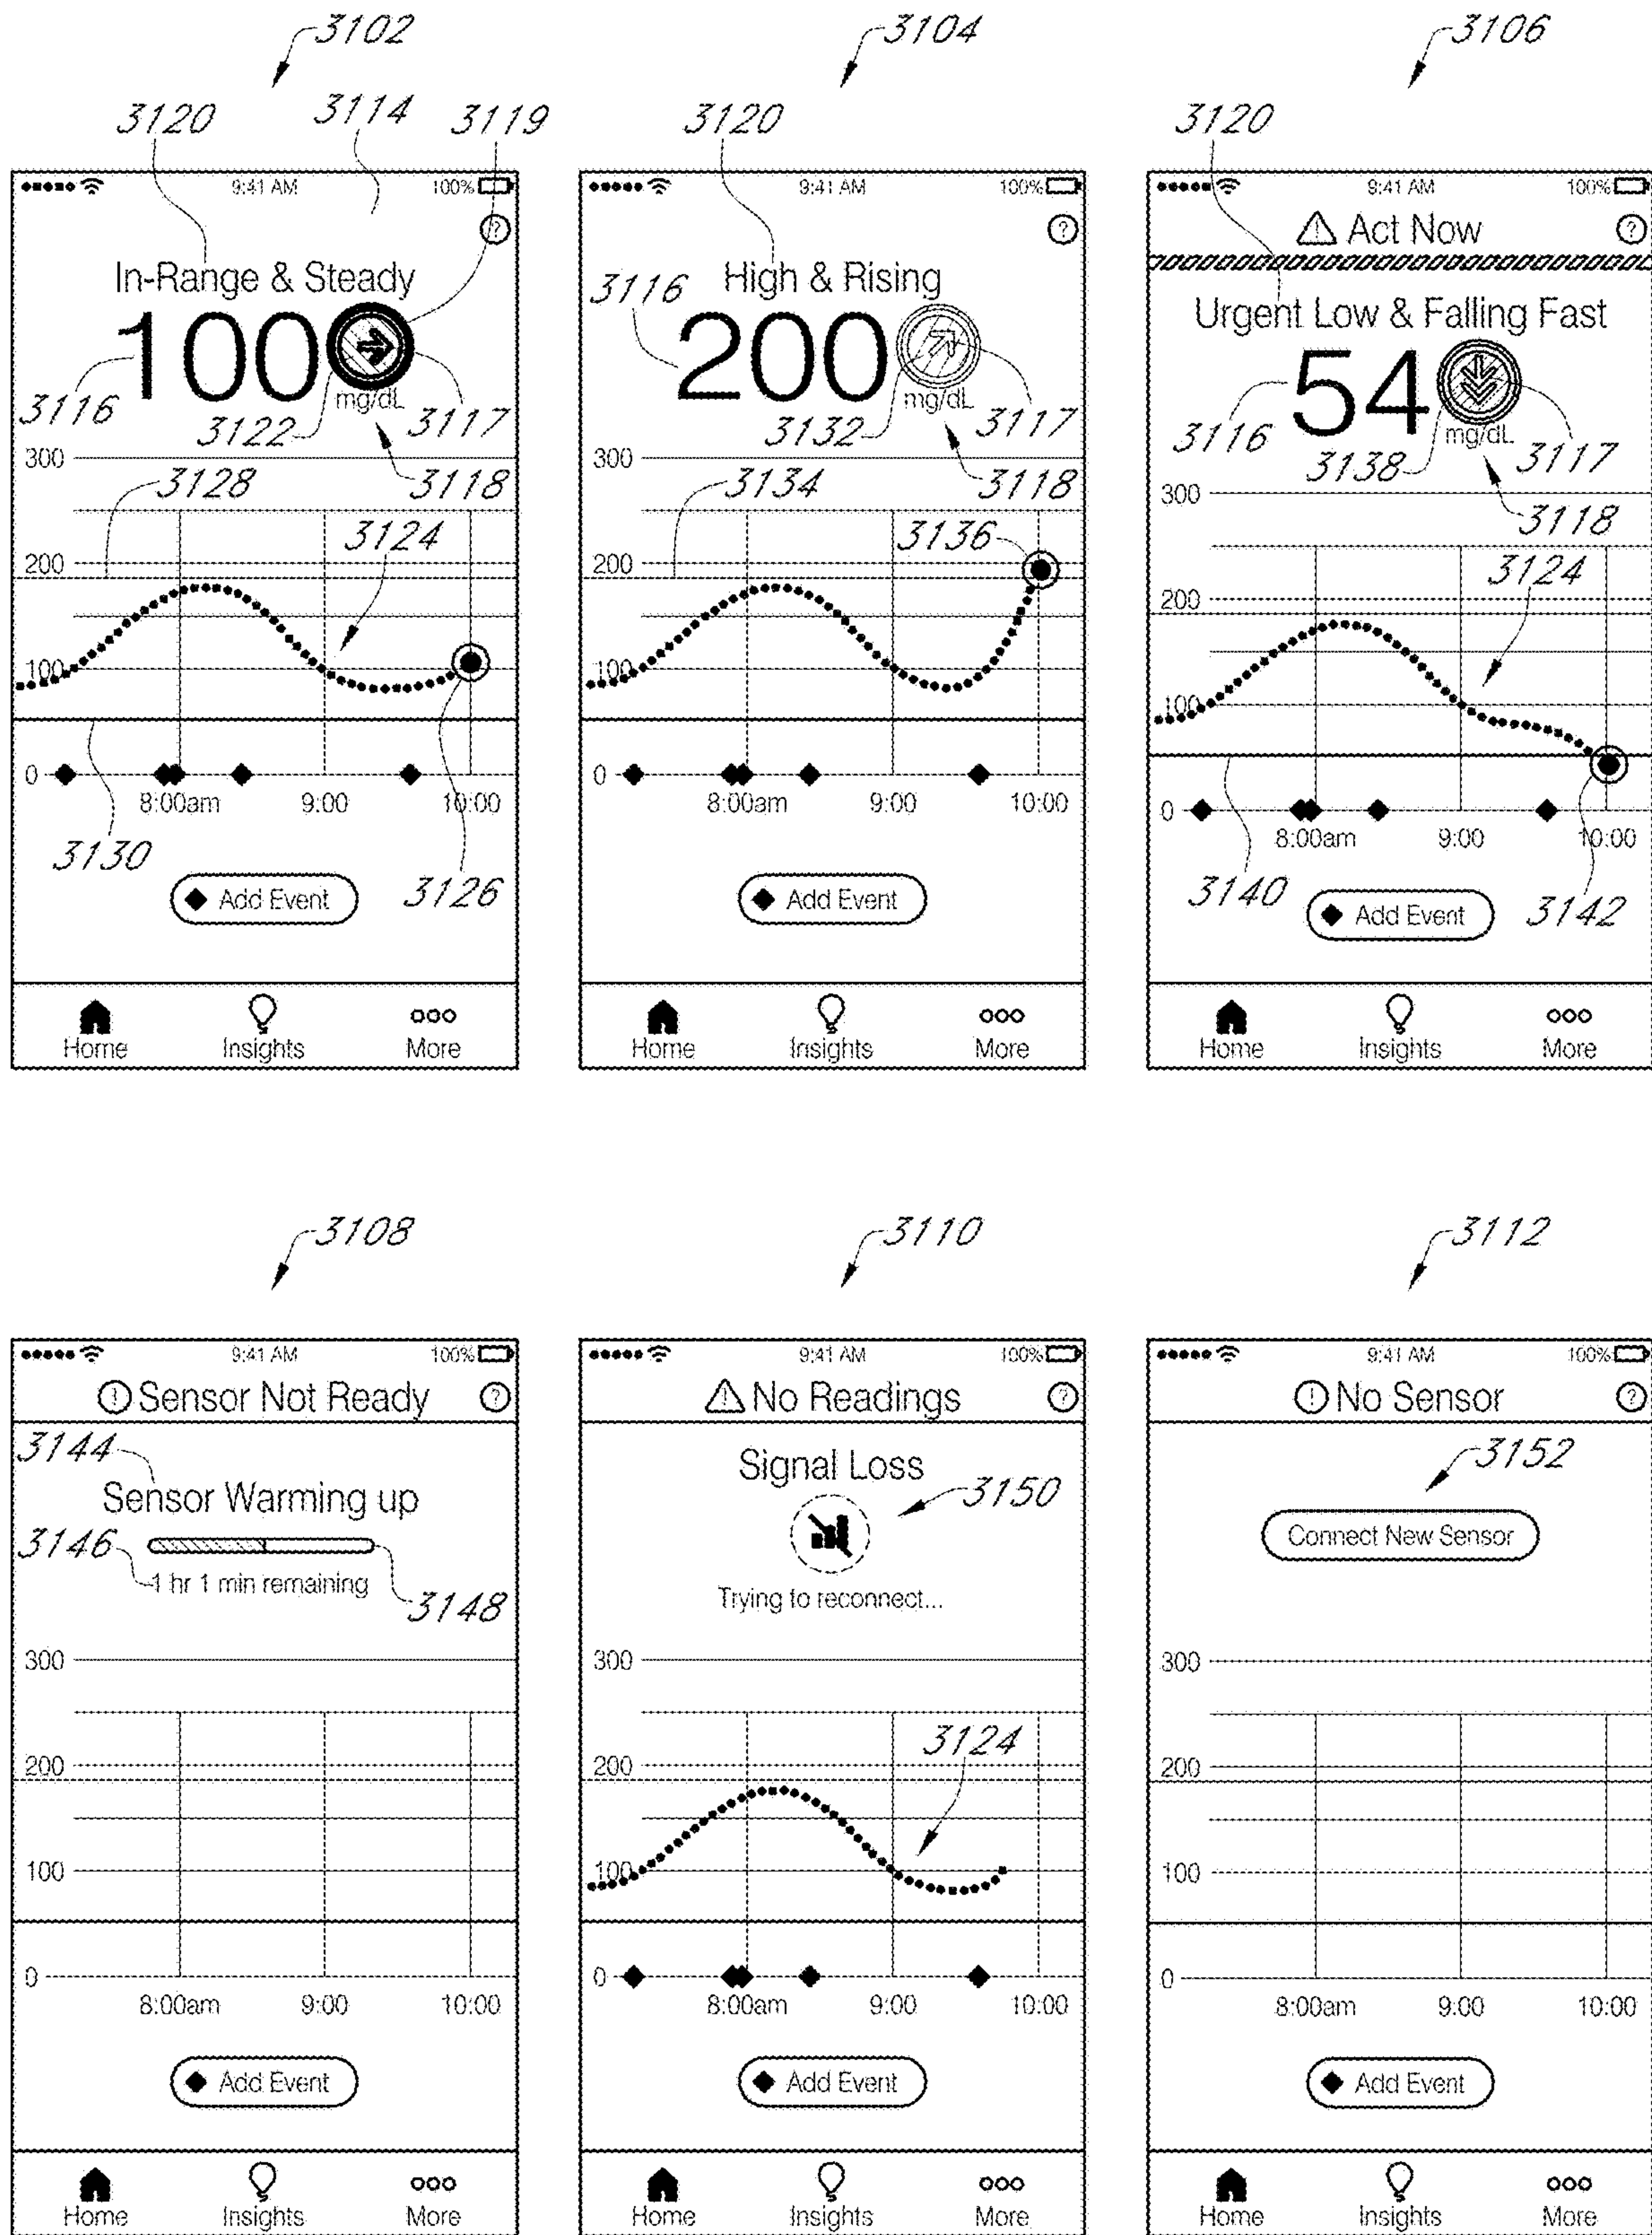 3102
3120 3114 3119
9:41 AM 100%
?
In-Range & Steady
100
mg/dL
3116 3122 3117
300
3128 3118
3124
200
100
0
8:00am 9:00 10:00
3130
3126
Add Event
Home Insights More
3104
3120
9:41 AM 100%
?
3116 High & Rising
200
mg/dL
3132 3117
300
3134 3118
3136
200
100
0
8:00am 9:00 10:00
Add Event
Home Insights More
3106
3120
9:41 AM 100%
! Act Now ?
Urgent Low & Falling Fast
54
mg/dL
3116 3138 3117
300
3118
3124
200
100
0
8:00am 9:00 10:00
3140 3142
Add Event
Home Insights More
3108
9:41 AM 100%
! Sensor Not Ready ?
3144
Sensor Warming up
3146
1 hr 1 min remaining
3148
300
200
100
0
8:00am 9:00 10:00
Add Event
Home Insights More
3110
9:41 AM 100%
! No Readings ?
Signal Loss
3150
Trying to reconnect...
300
3124
200
100
0
8:00am 9:00 10:00
Add Event
Home Insights More
3112
9:41 AM 100%
! No Sensor ?
3152
Connect New Sensor
300
200
100
0
8:00am 9:00 10:00
Add Event
Home Insights More